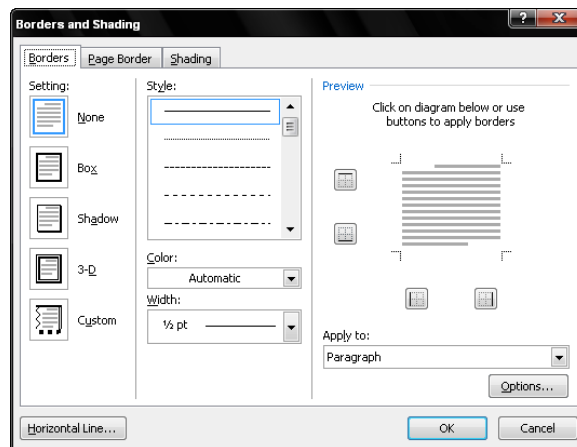 Borders and Shading
Borders
Page Border
Shading
Setting:
None
Box
Shadow
3-D
Custom
Style:
Color:
Automatic
Width:
½ pt
Preview
Click on diagram below or use
buttons to apply borders
Apply to:
Paragraph
Options...
Horizontal Line...
OK
Cancel